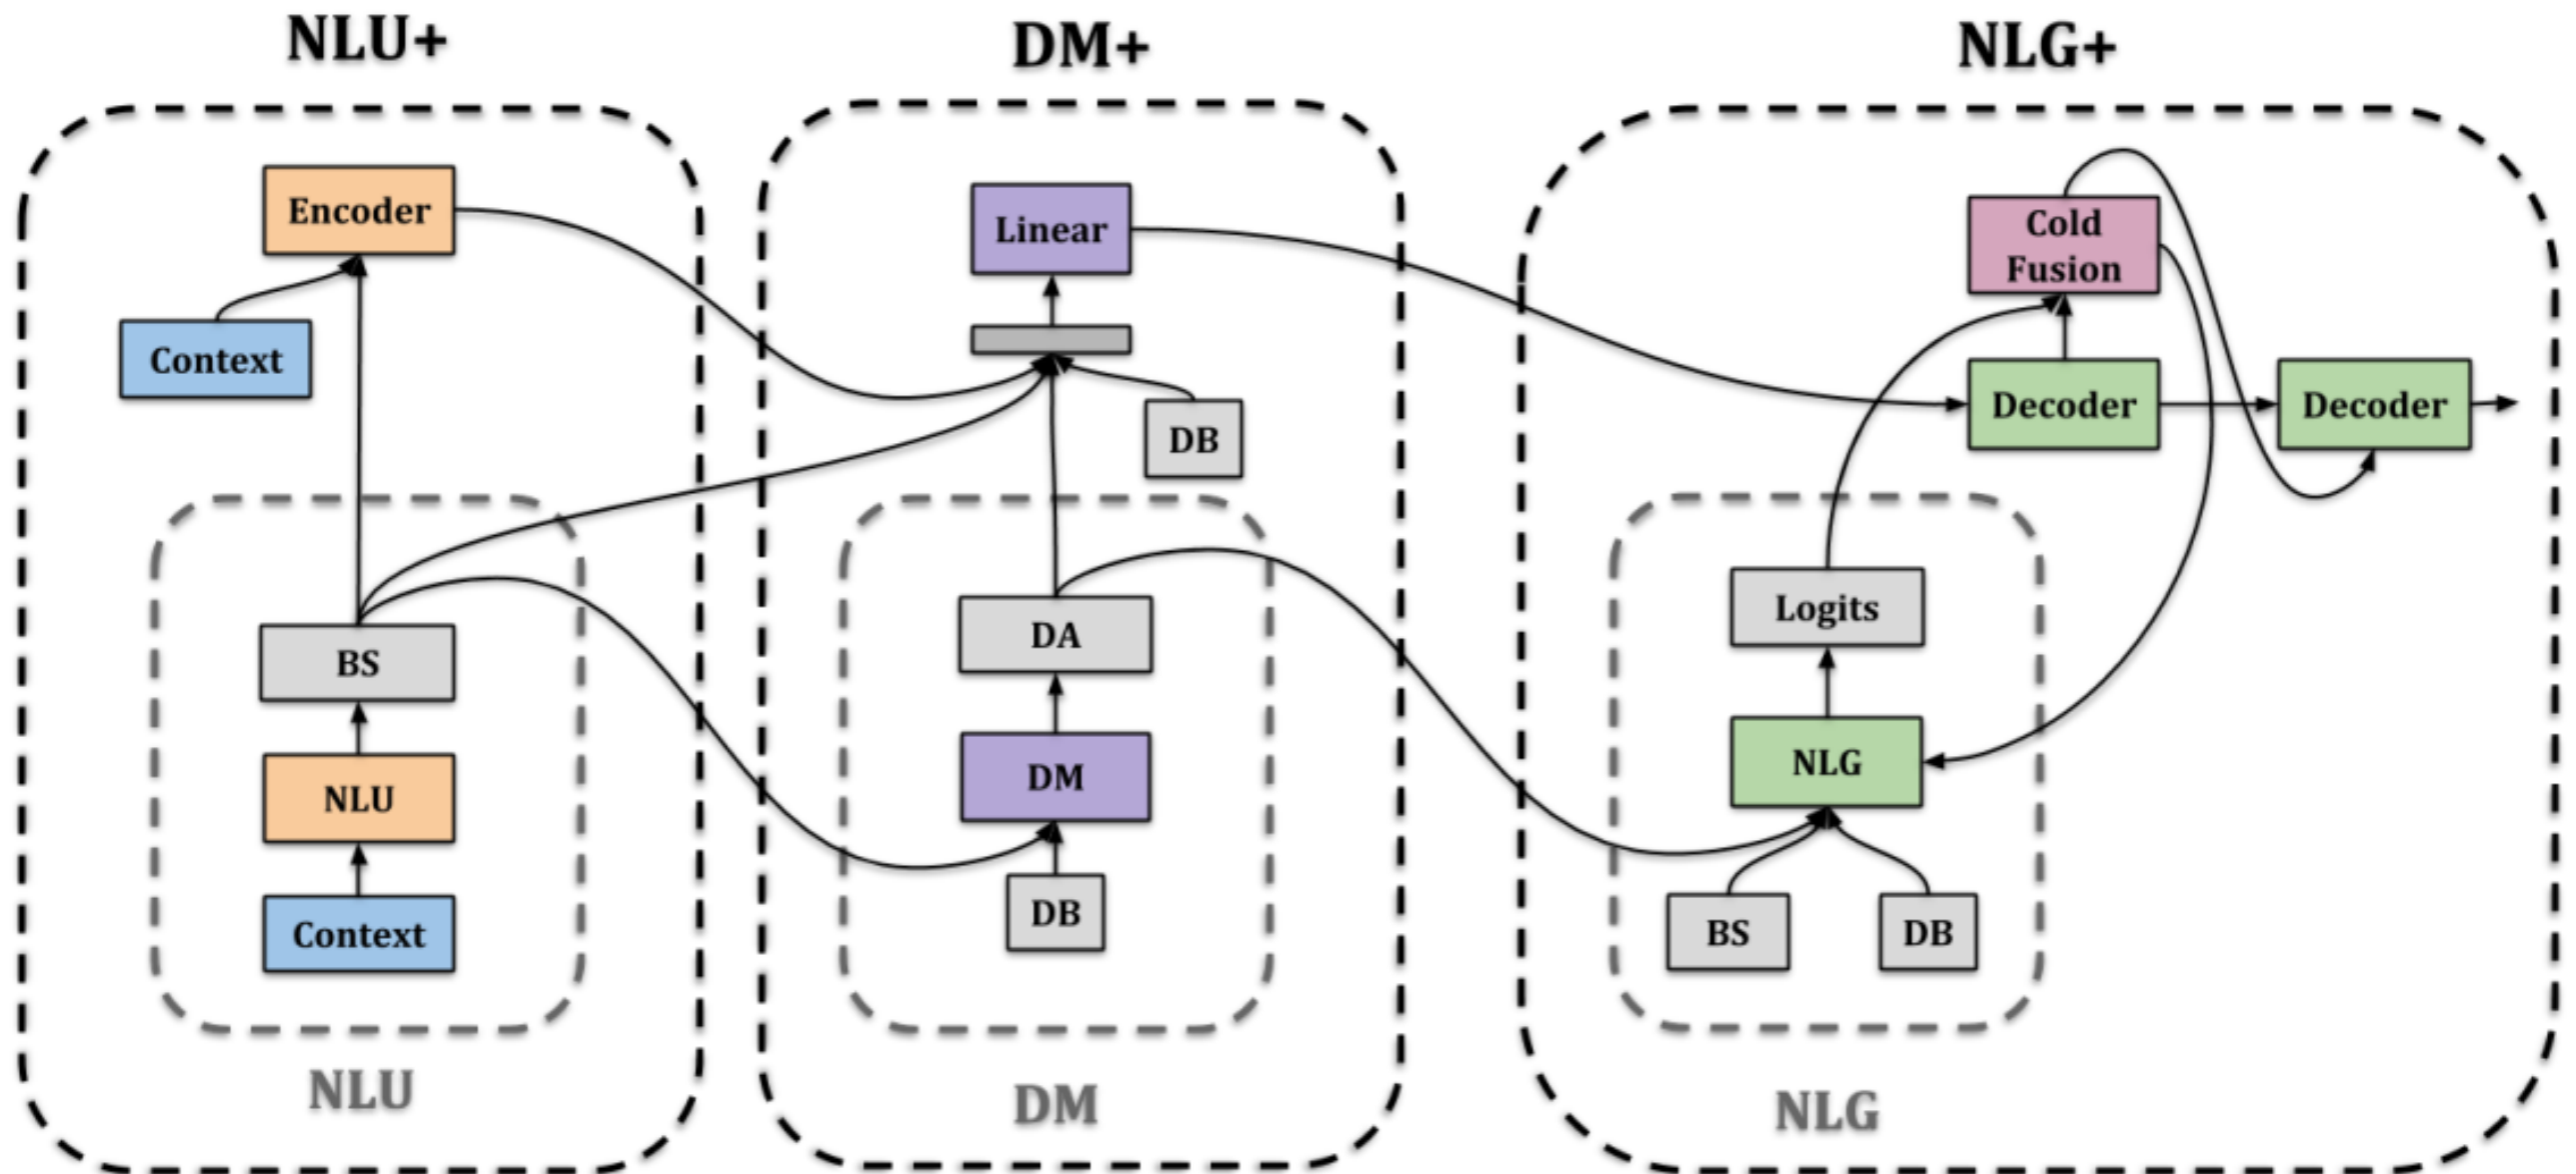 NLU+
DM+
NLG+
Encoder
Context
BS
NLU
Context
NLU
Linear
DB
DA
DM
DB
DM
Cold
Fusion
Decoder
Decoder
Logits
NLG
BS
DB
NLG